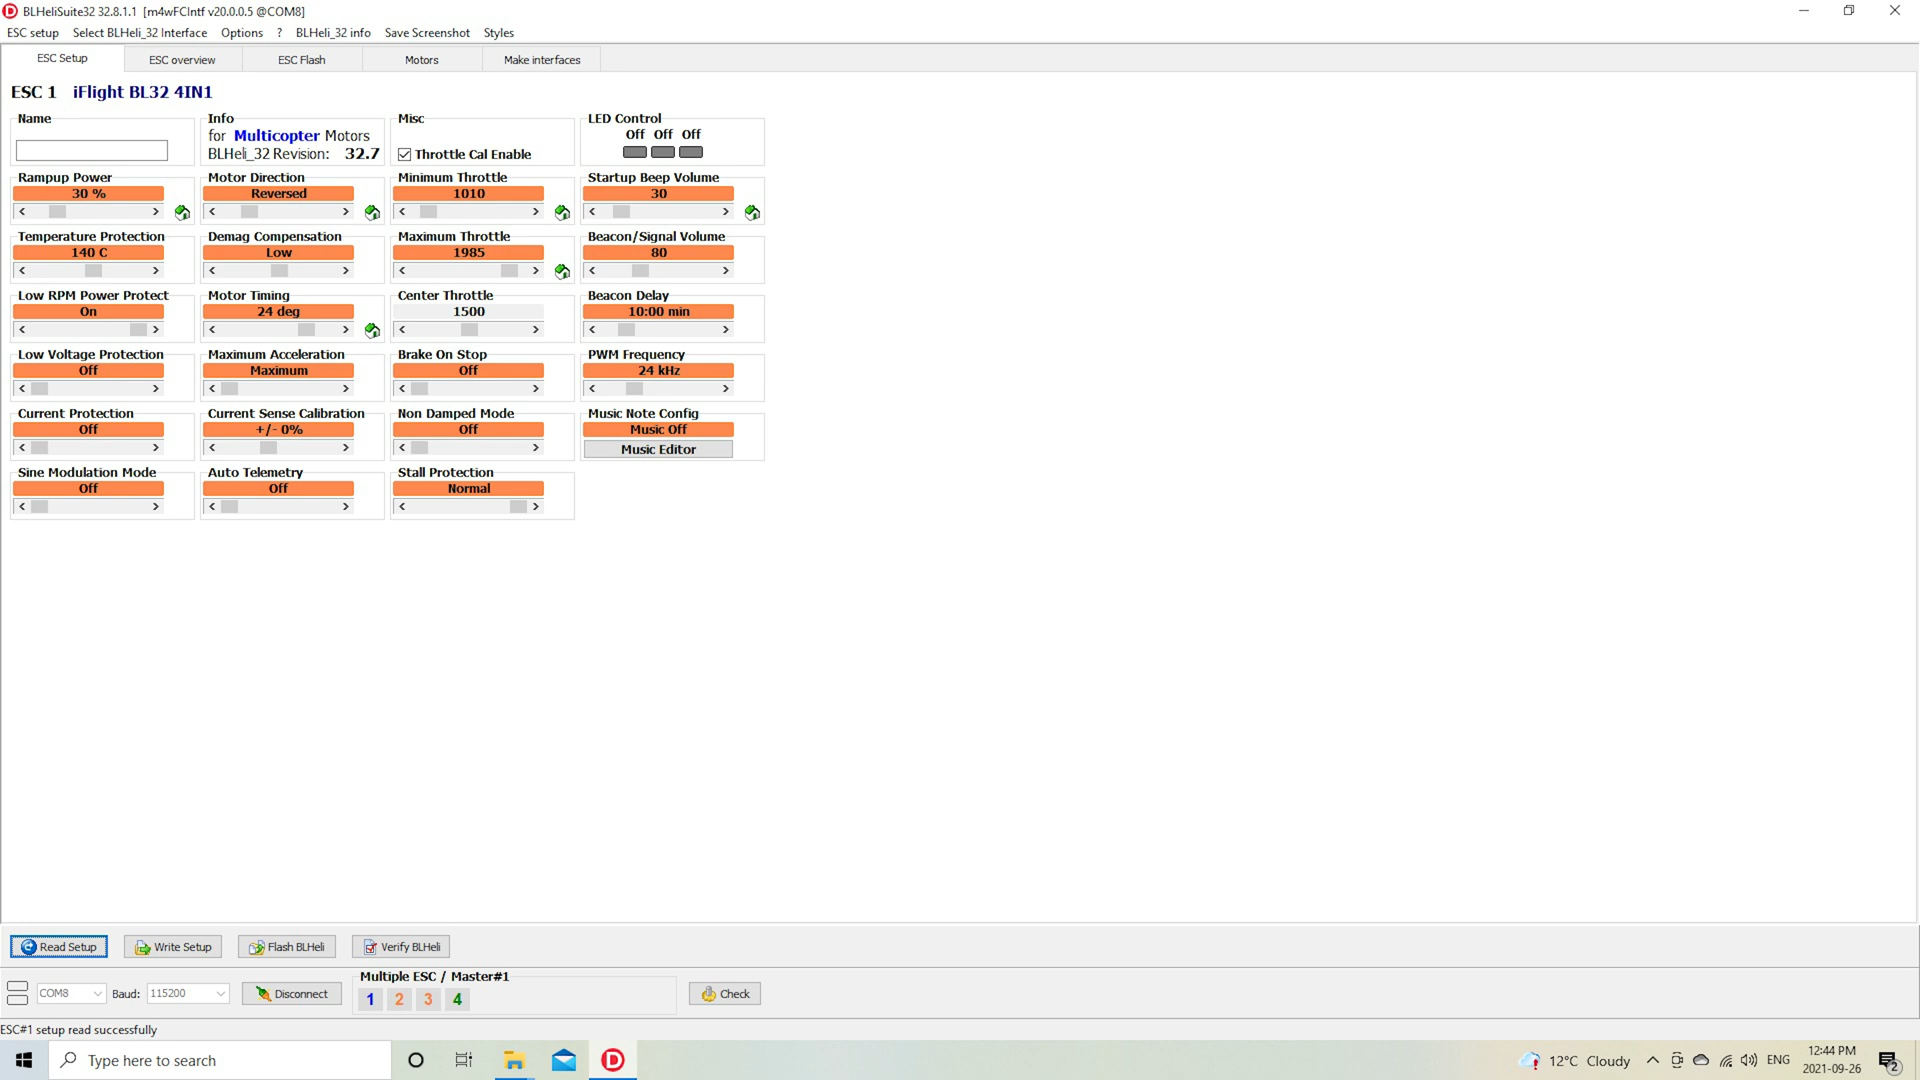 BLHeliSuite32 32.8.1.1 [m4wFCIntf v20.0.0.5 @COM8]
ESC setup Select BLHeli_32 Interface Options ? BLHeli_32 info Save Screenshot Styles
ESC Setup ESC overview ESC Flash Motors Make interfaces
ESC 1 iFlight BL32 4IN1
Name Info Misc LED Control
for Multicopter Motors Off Off Off
BLHeli_32 Revision: 32.7 Throttle Cal Enable
Rampup Power Motor Direction Minimum Throttle Startup Beep Volume
30 % Reversed 1010 30
Temperature Protection Demag Compensation Maximum Throttle Beacon/Signal Volume
140 C Low 1985 80
Low RPM Power Protect Motor Timing Center Throttle Beacon Delay
On 24 deg 1500 10:00 min
Low Voltage Protection Maximum Acceleration Brake On Stop PWM Frequency
Off Maximum Off 24 kHz
Current Protection Current Sense Calibration Non Damped Mode Music Note Config
Off +/- 0% Off Music Off
Music Editor
Sine Modulation Mode Auto Telemetry Stall Protection
Off Off Normal
Read Setup Write Setup Flash BLHeli Verify BLHeli
Multiple ESC / Master#1
COM8 Baud: 115200 Disconnect 1 2 3 4 Check
ESC#1 setup read successfully
Type here to search 12°C Cloudy ENG 12:44 PM
2021-09-26 2